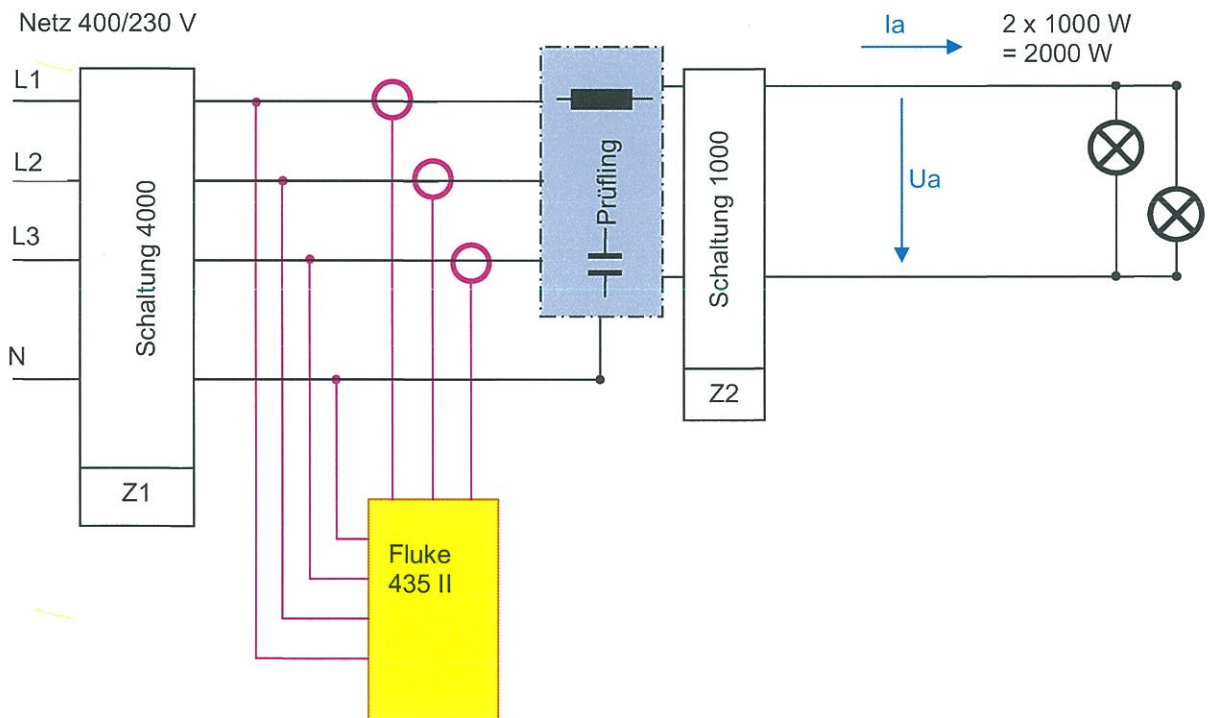 Netz 400/230 V
Ia
2 x 1000 W
= 2000 W
L1
L2
L3
N
Schaltung 4000
Z1
Prüfling
Schaltung 1000
Z2
Ua
Fluke
435 II